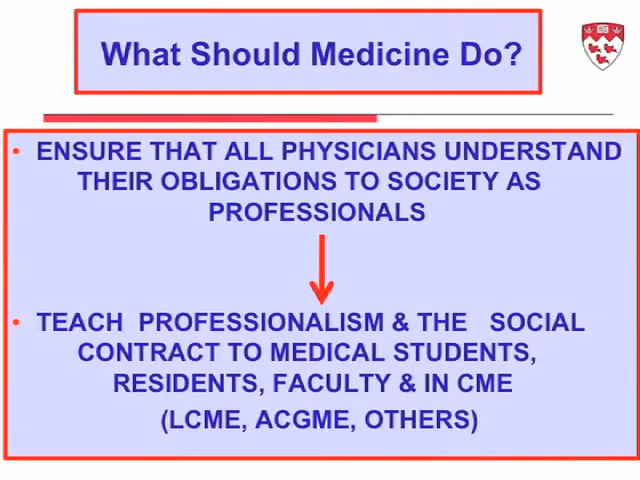 What Should Medicine Do?
• ENSURE THAT ALL PHYSICIANS UNDERSTAND
THEIR OBLIGATIONS TO SOCIETY AS
PROFESSIONALS
• TEACH PROFESSIONALISM & THE SOCIAL
CONTRACT TO MEDICAL STUDENTS,
RESIDENTS, FACULTY & IN CME
(LCME, ACGME, OTHERS)